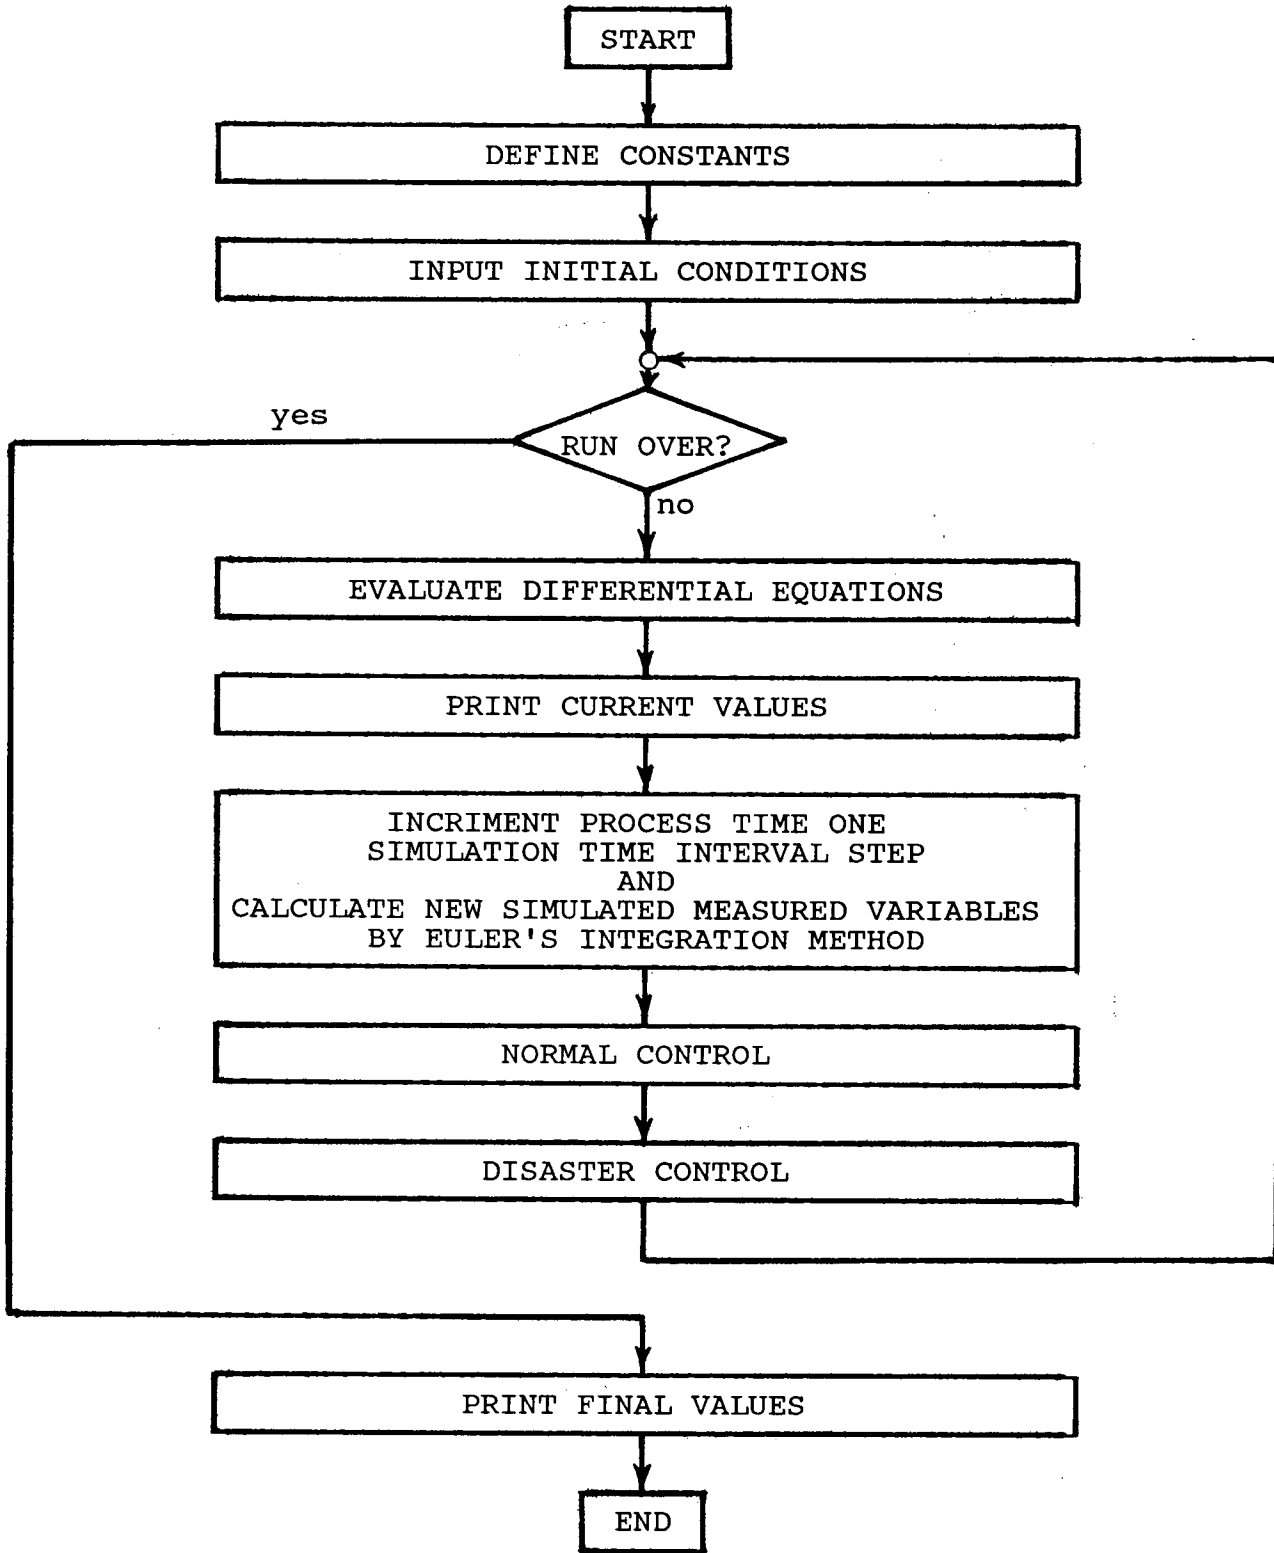 START
DEFINE CONSTANTS
INPUT INITIAL CONDITIONS
yes
RUN OVER?
no
EVALUATE DIFFERENTIAL EQUATIONS
PRINT CURRENT VALUES
INCRIMENT PROCESS TIME ONE
SIMULATION TIME INTERVAL STEP
AND
CALCULATE NEW SIMULATED MEASURED VARIABLES
BY EULER'S INTEGRATION METHOD
NORMAL CONTROL
DISASTER CONTROL
PRINT FINAL VALUES
END